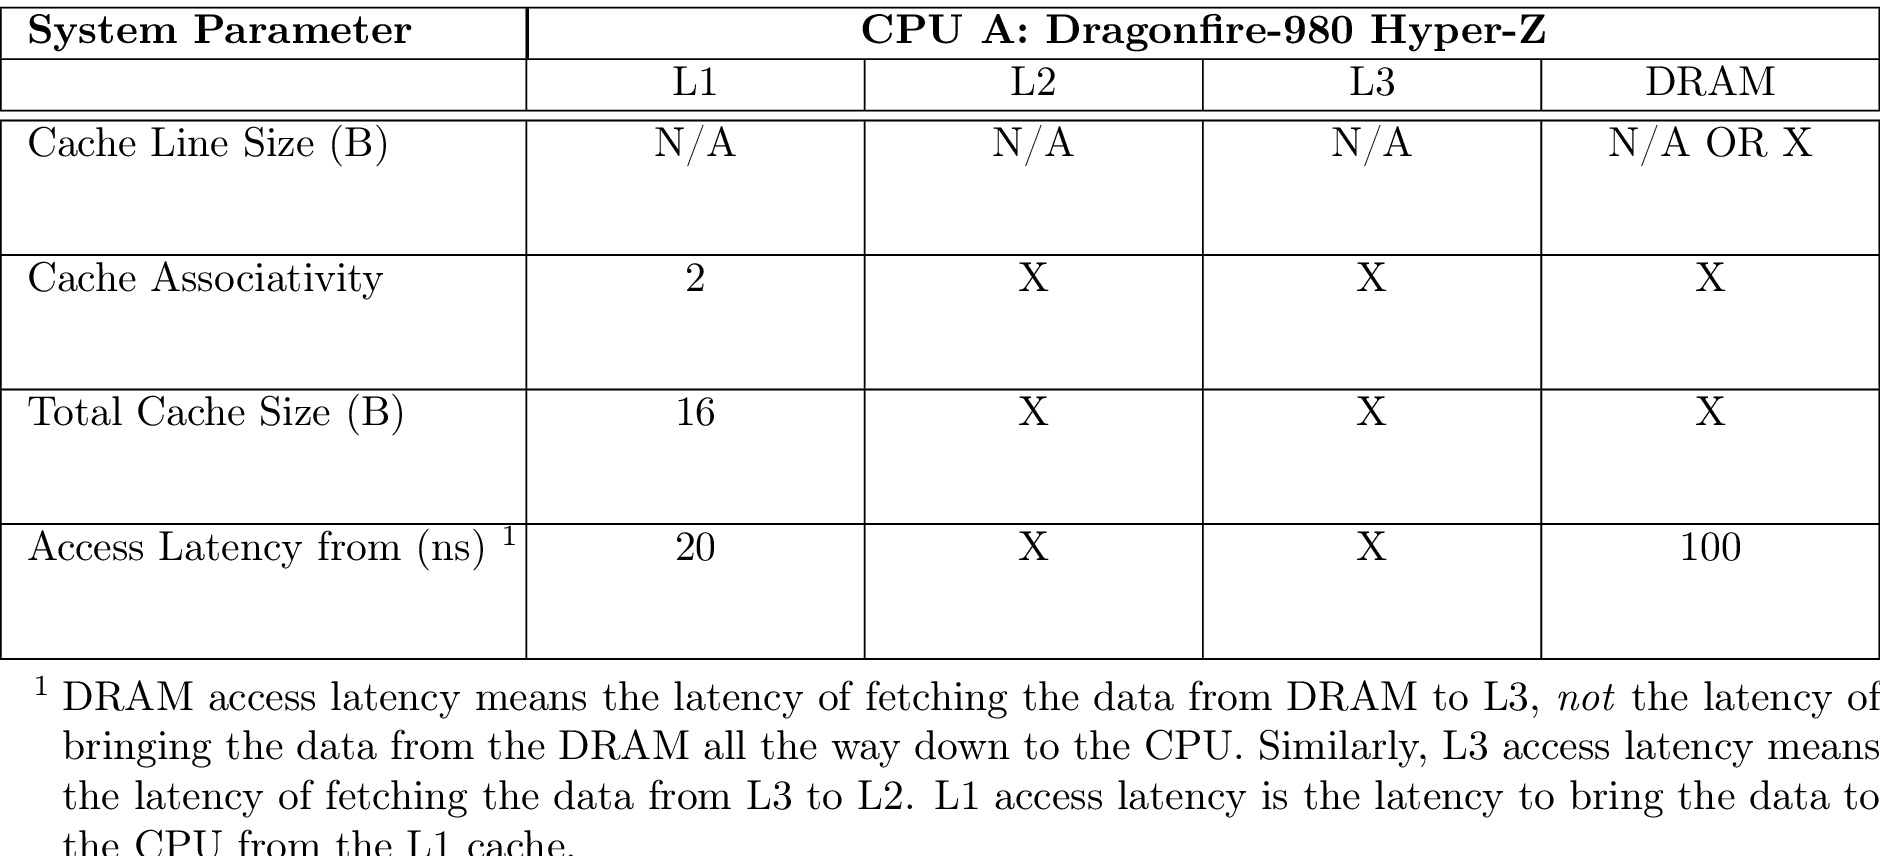 System Parameter CPU A: Dragonfire-980 Hyper-Z
L1 L2 L3 DRAM
Cache Line Size (B) N/A N/A N/A N/A OR X
Cache Associativity 2 X X X
Total Cache Size (B) 16 X X X
Access Latency from (ns) 1 20 X X 100
1 DRAM access latency means the latency of fetching the data from DRAM to L3, not the latency of
bringing the data from the DRAM all the way down to the CPU. Similarly, L3 access latency means
the latency of fetching the data from L3 to L2. L1 access latency is the latency to bring the data to
the CPU from the L1 cache.